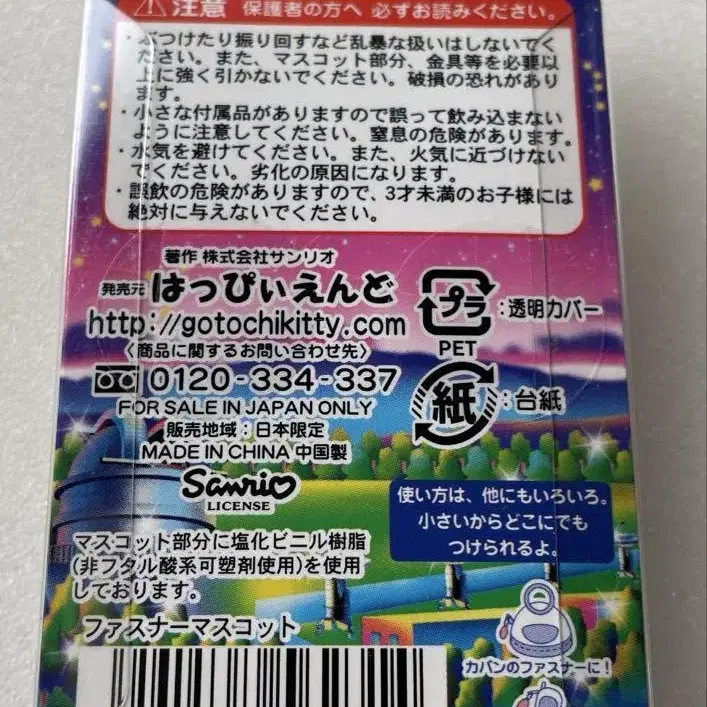 ⚠注意 保護者の方へ 必ずお読みください。
・ぶつけたり振り回すなど乱暴な扱いはしないでく
ださい。また、マスコット部分、金具等を必要以
上に強く引かないでください。破損の恐れがあり
ます。
・小さな付属品がありますので誤って飲み込まない
ように注意してください。窒息の危険があります。
・水気を避けてください。また、火気に近づけない
でください。劣化の原因になります。
・誤飲の危険がありますので、3才未満のお子様には
絶対に与えないでください。
著作 株式会社サンリオ
発売元 はっぴぃえんど
http://gotochikitty.com
〈商品に関するお問い合わせ先〉
0120-334-337
FOR SALE IN JAPAN ONLY
販売地域：日本限定
MADE IN CHINA 中国製
Sanrio
LICENSE
プラ：透明カバー
PET
紙：台紙
マスコット部分に塩化ビニル樹脂
(非フタル酸系可塑剤使用)を使用
しております。
ファスナーマスコット
使い方は、他にもいろいろ。
小さいからどこにでも
つけられるよ。
カバンのファスナーに!